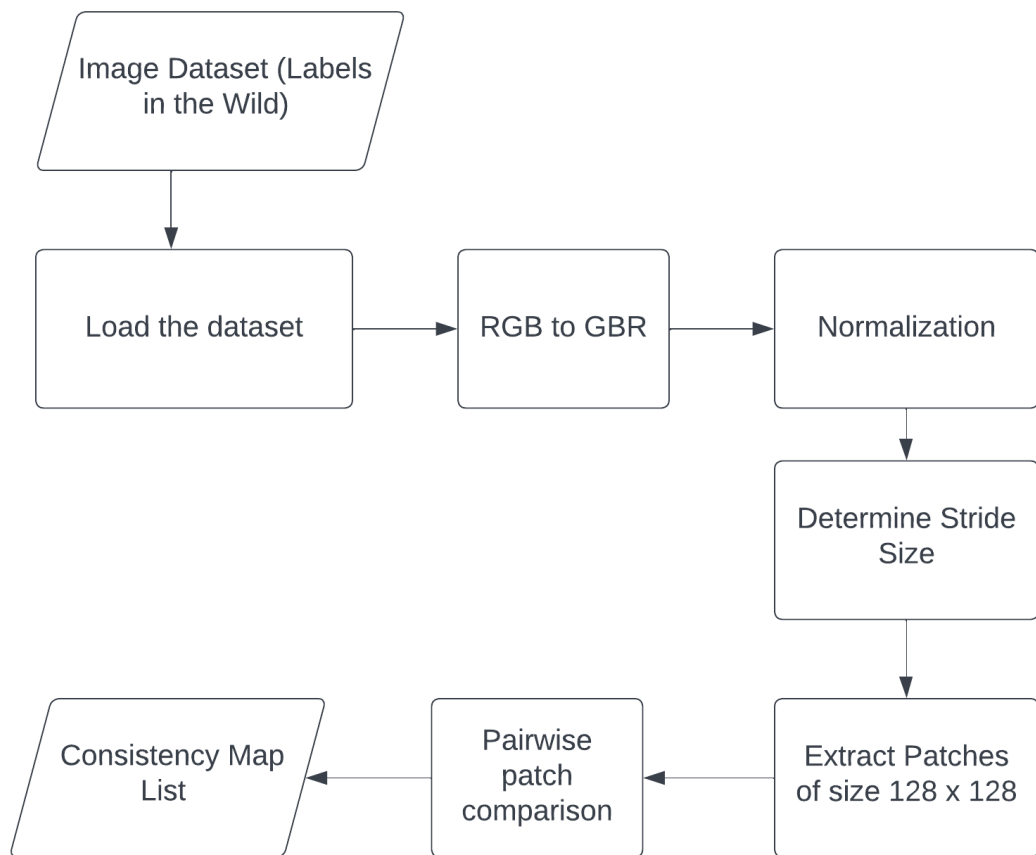 Image Dataset (Labels
in the Wild)
Load the dataset
RGB to GBR
Normalization
Determine Stride
Size
Extract Patches
of size 128 x 128
Pairwise
patch
comparison
Consistency Map
List